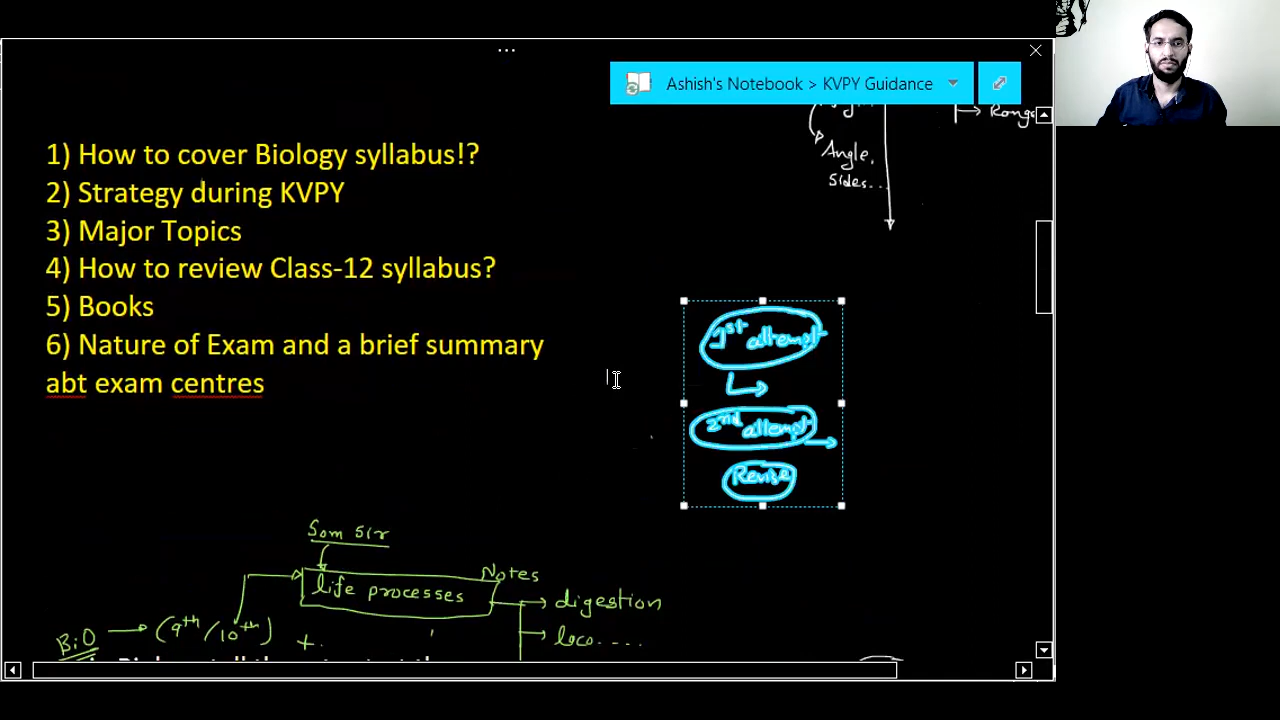 Ashish's Notebook > KVPY Guidance
Angle,
Sides...
1) How to cover Biology syllabus!?
2) Strategy during KVPY
3) Major Topics
4) How to review Class-12 syllabus?
5) Books
6) Nature of Exam and a brief summary
abt exam centres
1st attempt
2nd attempt
Revise
Som sir
life processes
Notes
digestion
loco.....
BiO → (9th/10th) +